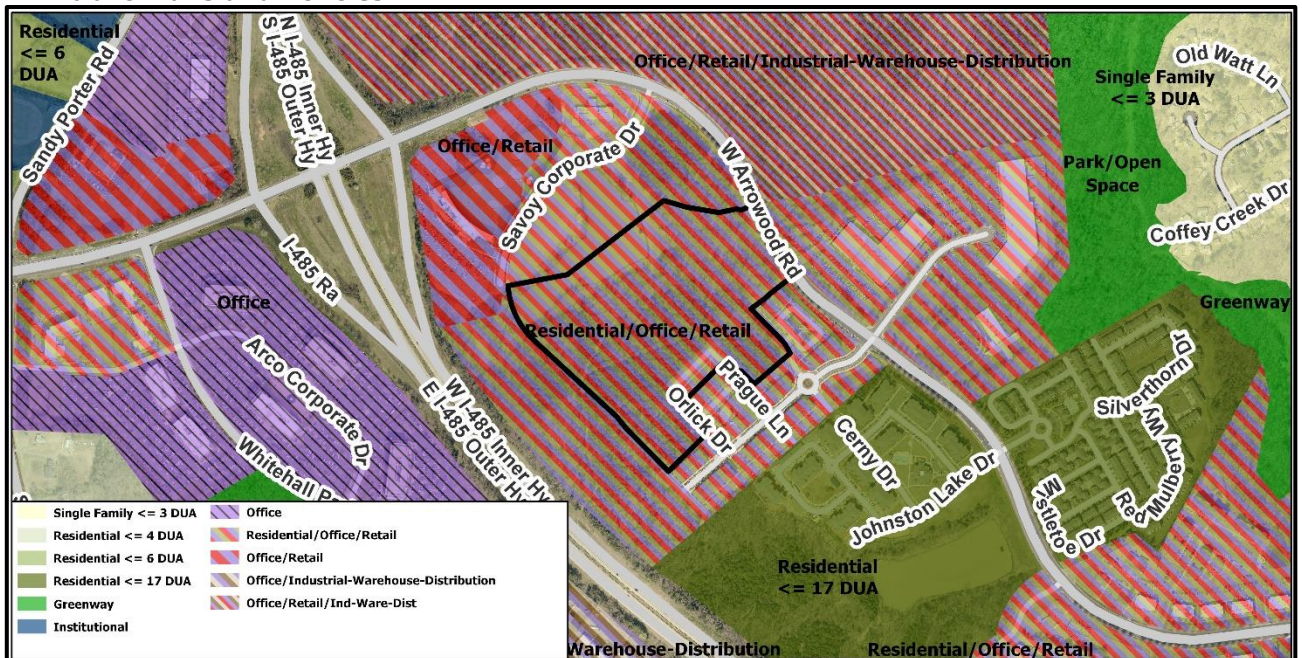 Residential
<= 6
DUA
Sandy Porter Rd
N I-485 Inner Hy
S I-485 Outer Hy
Office/Retail/Industrial-Warehouse-Distribution
Old Watt Ln
Single Family
<= 3 DUA
Office/Retail
Savoy Corporate Dr
W Arrowood Rd
Park/Open
Space
Coffey Creek Dr
I-485 Ra
Office
Greenway
Residential/Office/Retail
Arco Corporate Dr
W I-485 Inner Hy
E I-485 Outer Hy
Prague Ln
Orlick Dr
Silverthorn Dr
Cerny Dr
Red Mulberry Wy
Whitehall
Johnston Lake Dr
Mistletoe Dr
Residential
<= 17 DUA
Warehouse-Distribution
Residential/Office/Retail
Single Family <= 3 DUA
Residential <= 4 DUA
Residential <= 6 DUA
Residential <= 17 DUA
Greenway
Institutional
Office
Residential/Office/Retail
Office/Retail
Office/Industrial-Warehouse-Distribution
Office/Retail/Ind-Ware-Dist